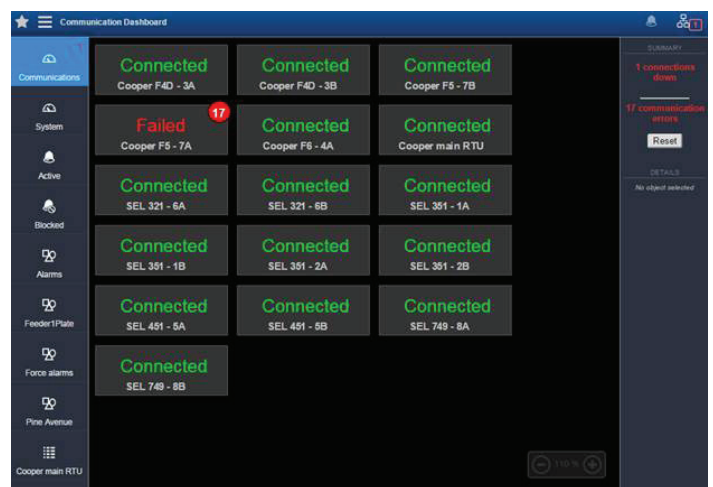 Communication Dashboard
1
Communications
System
Active
Blocked
Alarms
Feeder1Plate
Force alarms
Pine Avenue
Cooper main RTU
Connected
Cooper F4D - 3A
Connected
Cooper F4D - 3B
Connected
Cooper F5 - 7B
Failed
17
Cooper F5 - 7A
Connected
Cooper F6 - 4A
Connected
Cooper main RTU
Connected
SEL 321 - 6A
Connected
SEL 321 - 6B
Connected
SEL 351 - 1A
Connected
SEL 351 - 1B
Connected
SEL 351 - 2A
Connected
SEL 351 - 2B
Connected
SEL 451 - 5A
Connected
SEL 451 - 5B
Connected
SEL 749 - 8A
Connected
SEL 749 - 8B
110 %
SUMMARY
1 connections
down
17 communication
errors
Reset
DETAILS
No object selected